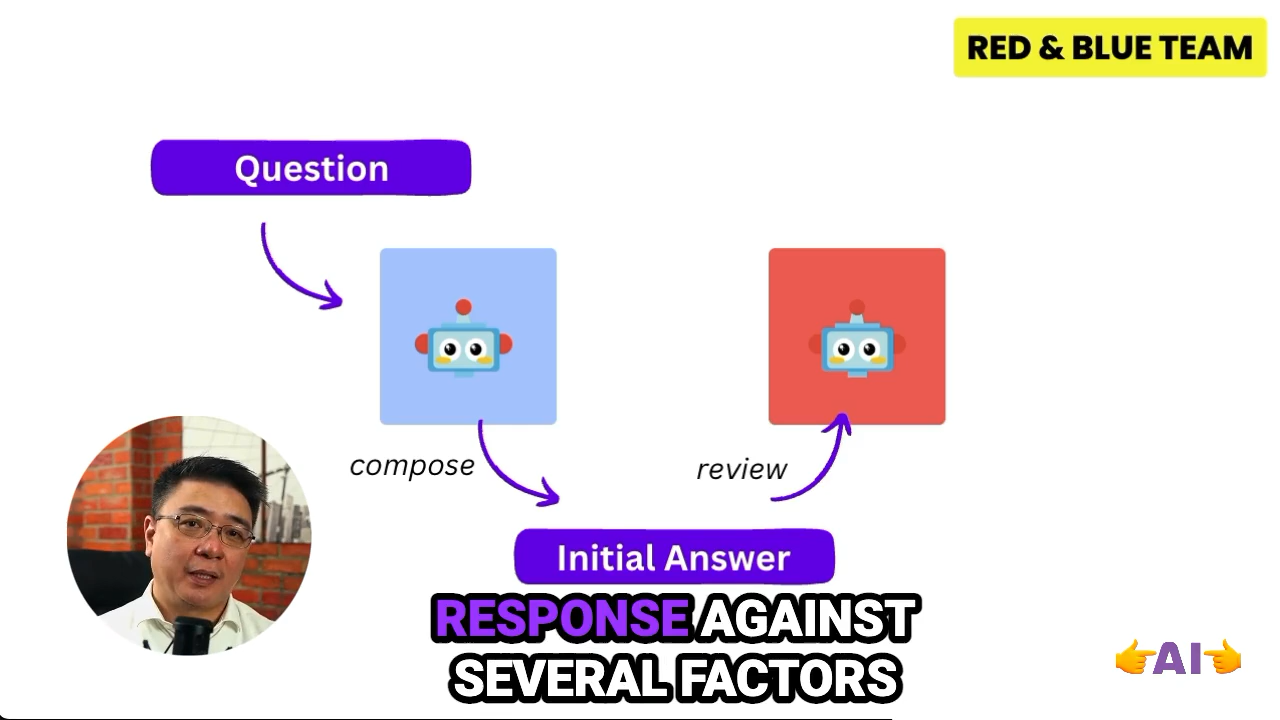 RED & BLUE TEAM
Question
compose
review
Initial Answer
RESPONSE AGAINST
SEVERAL FACTORS
AI